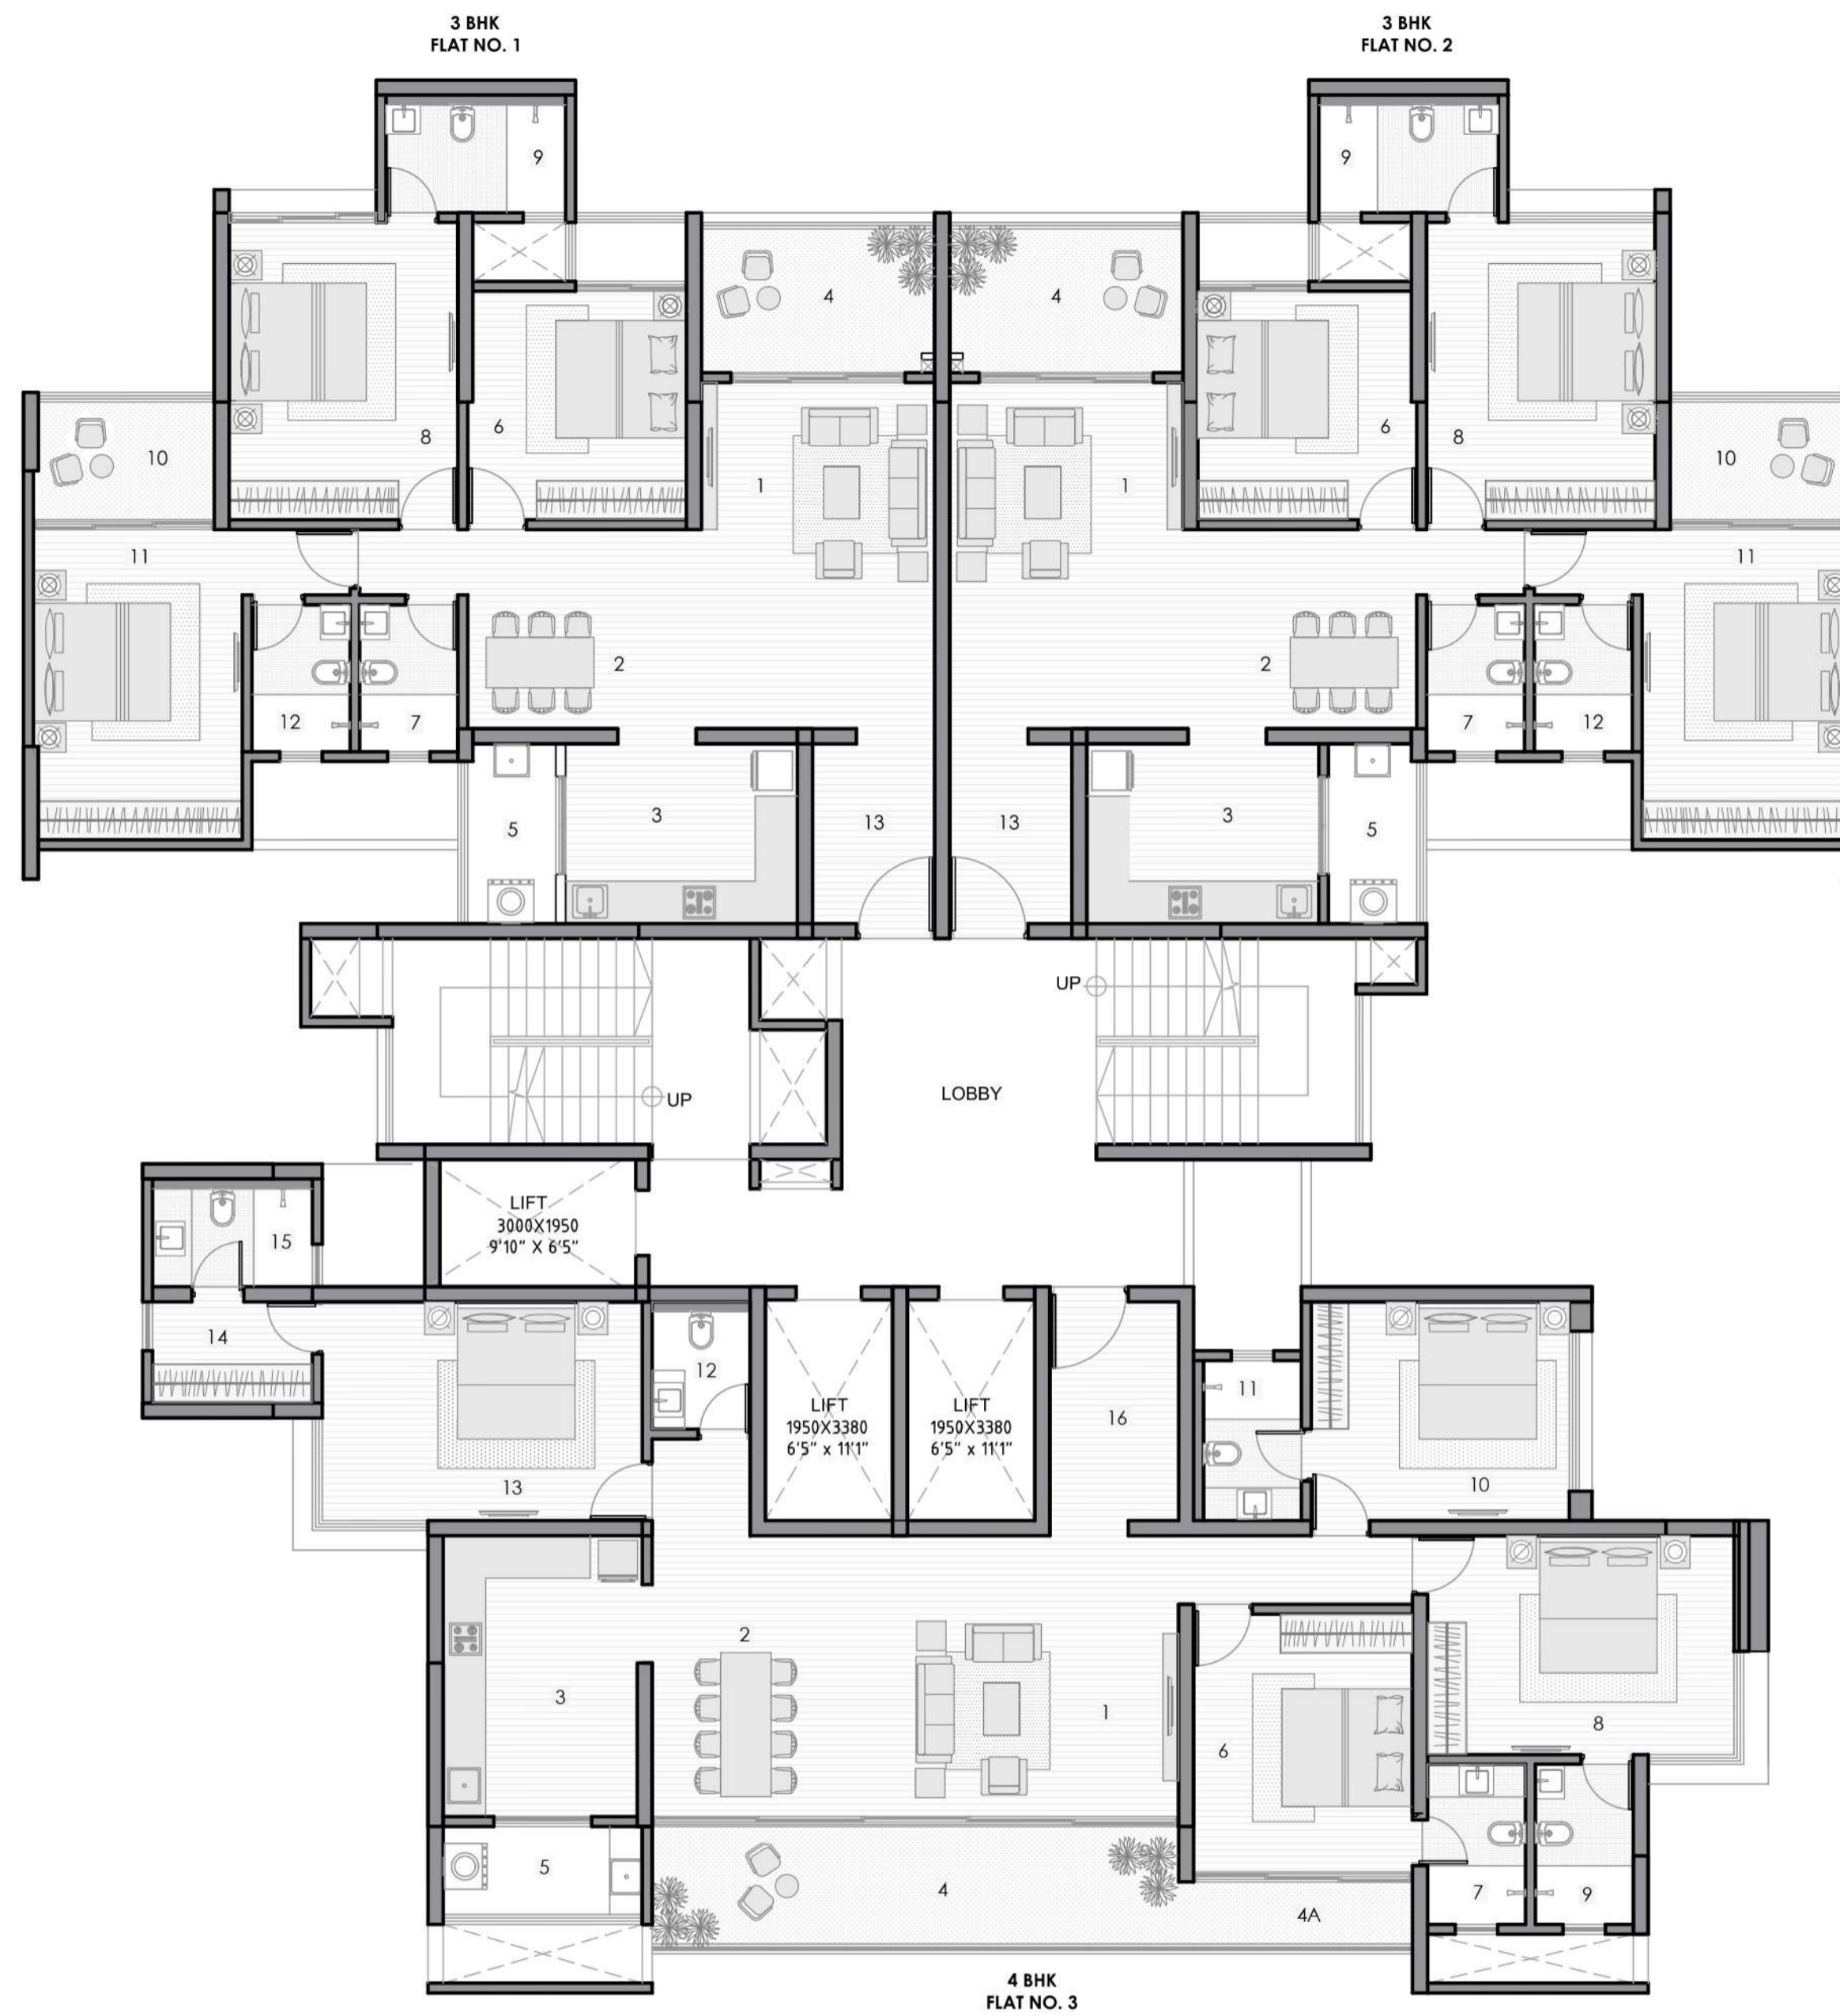 3 BHK
FLAT NO. 1
3 BHK
FLAT NO. 2
9
9
4
4
8
6
6
8
10
1
1
10
11
11
2
2
12
7
7
12
5
3
13
13
3
5
UP
UP
LOBBY
LIFT
3000X1950
9'10" X 6'5"
15
14
12
11
LIFT
1950X3380
6'5" x 11'1"
LIFT
1950X3380
6'5" x 11'1"
16
13
10
2
3
1
6
8
5
4
4A
7
9
4 BHK
FLAT NO. 3